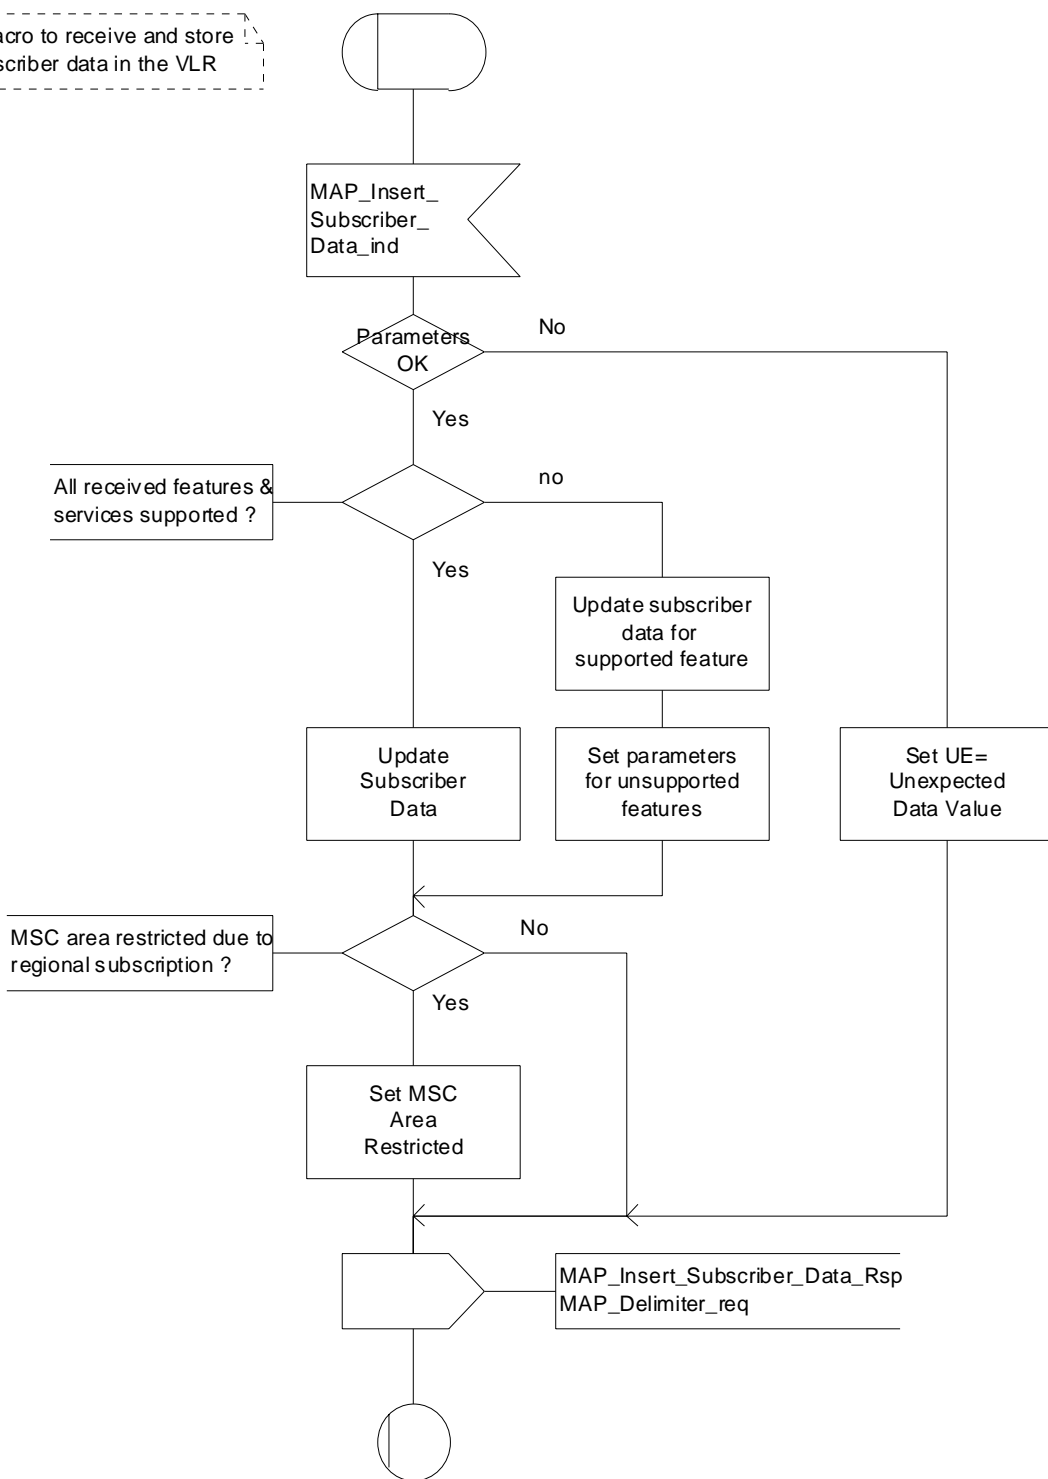 acro to receive and store
scriber data in the VLR
MAP_Insert_
Subscriber_
Data_ind
Parameters
OK
No
Yes
All received features &
services supported ?
no
Yes
Update subscriber
data for
supported feature
Update
Subscriber
Data
Set parameters
for unsupported
features
Set UE=
Unexpected
Data Value
MSC area restricted due to
regional subscription ?
No
Yes
Set MSC
Area
Restricted
MAP_Insert_Subscriber_Data_Rsp
MAP_Delimiter_req